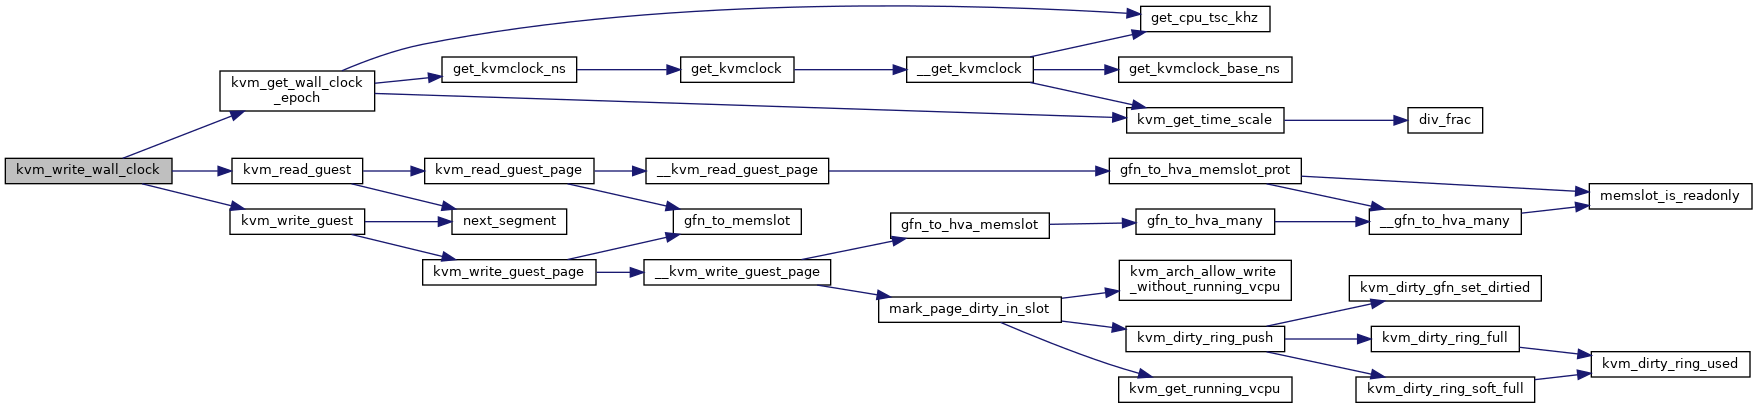 get_cpu_tsc_khz
get_kvmclock_ns
get_kvmclock
__get_kvmclock
get_kvmclock_base_ns
kvm_get_wall_clock
_epoch
kvm_get_time_scale
div_frac
kvm_write_wall_clock
kvm_read_guest
kvm_read_guest_page
__kvm_read_guest_page
gfn_to_hva_memslot_prot
memslot_is_readonly
kvm_write_guest
next_segment
gfn_to_memslot
gfn_to_hva_memslot
gfn_to_hva_many
__gfn_to_hva_many
kvm_write_guest_page
__kvm_write_guest_page
kvm_arch_allow_write
_without_running_vcpu
kvm_dirty_gfn_set_dirtied
mark_page_dirty_in_slot
kvm_dirty_ring_push
kvm_dirty_ring_full
kvm_dirty_ring_used
kvm_get_running_vcpu
kvm_dirty_ring_soft_full